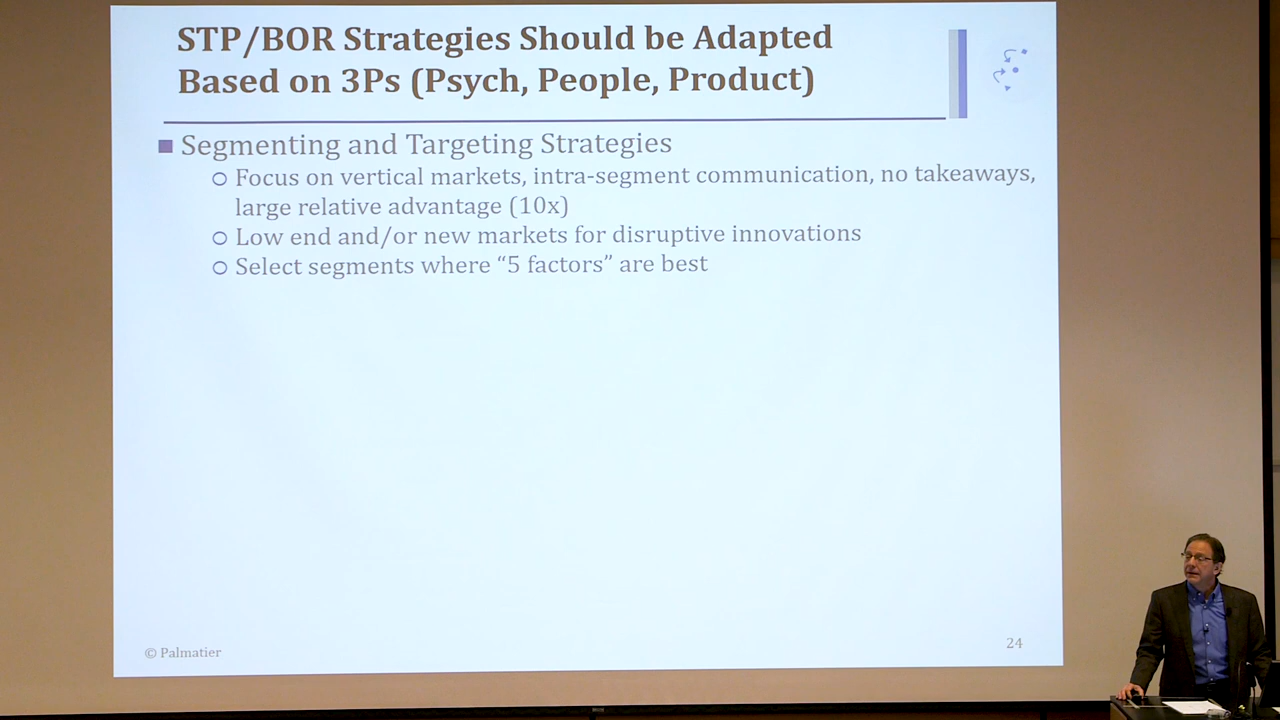 STP/BOR Strategies Should be Adapted
Based on 3Ps (Psych, People, Product)
Segmenting and Targeting Strategies
Focus on vertical markets, intra-segment communication, no takeaways,
large relative advantage (10x)
Low end and/or new markets for disruptive innovations
Select segments where “5 factors” are best
© Palmatier
24